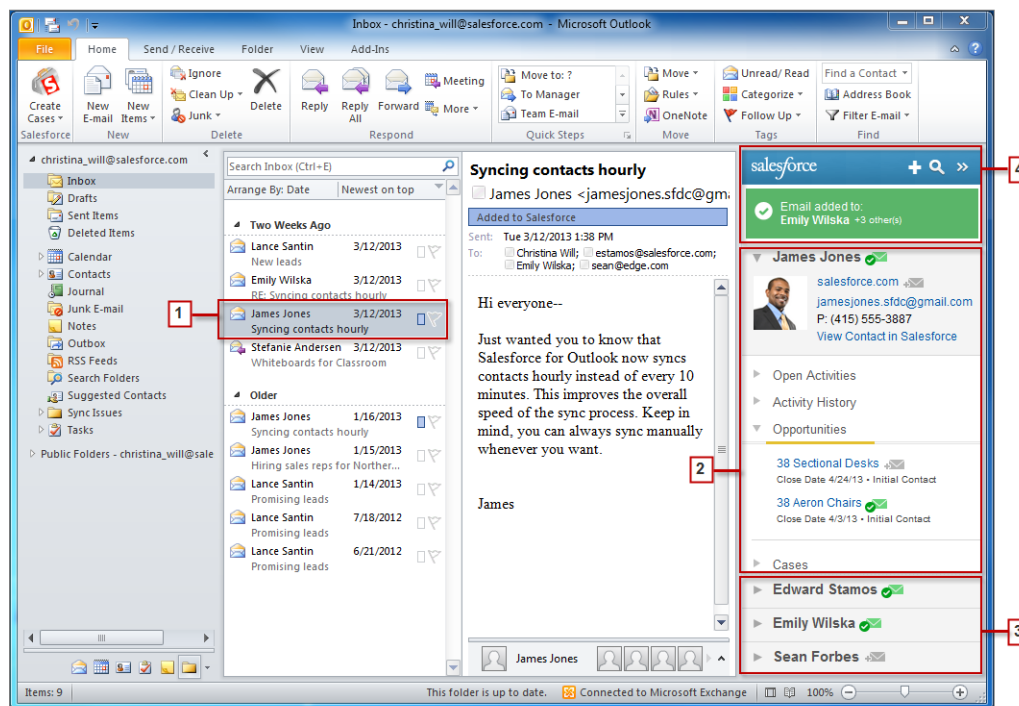 Inbox - christina_will@salesforce.com - Microsoft Outlook
File Home Send / Receive Folder View Add-Ins
Create Cases
Salesforce
New E-mail
New Items
New
Ignore
Clean Up
Junk
Delete
Delete
Reply
Reply All
Forward
Meeting
More
Respond
Move to: ?
To Manager
Team E-mail
Quick Steps
Move
Rules
OneNote
Move
Unread/ Read
Categorize
Follow Up
Tags
Find a Contact
Address Book
Filter E-mail
Find
christina_will@salesforce.com
Inbox
Drafts
Sent Items
Deleted Items
Calendar
Contacts
Journal
Junk E-mail
Notes
Outbox
RSS Feeds
Search Folders
Suggested Contacts
Sync Issues
Tasks
Public Folders - christina_will@sale
1
Search Inbox (Ctrl+E)
Arrange By: Date Newest on top
Two Weeks Ago
Lance Santin 3/12/2013
New leads
Emily Wilska 3/12/2013
RE: Syncing contacts hourly
James Jones 3/12/2013
Syncing contacts hourly
Stefanie Andersen 3/12/2013
Whiteboards for Classroom
Older
James Jones 1/16/2013
Syncing contacts hourly
James Jones 1/15/2013
Hiring sales reps for Norther...
Lance Santin 1/14/2013
Promising leads
Lance Santin 7/18/2012
Promising leads
Lance Santin 6/21/2012
Promising leads
Syncing contacts hourly
James Jones <jamesjones.sfdc@gm
Added to Salesforce
Sent: Tue 3/12/2013 1:38 PM
To: Christina Will; estamos@salesforce.com;
Emily Wilska; sean@edge.com
Hi everyone--
Just wanted you to know that
Salesforce for Outlook now syncs
contacts hourly instead of every 10
minutes. This improves the overall
speed of the sync process. Keep in
mind, you can always sync manually
whenever you want.
James
2
James Jones
salesforce
4
Email added to:
Emily Wilska +3 other(s)
James Jones
salesforce.com
jamesjones.sfdc@gmail.com
P: (415) 555-3887
View Contact in Salesforce
Open Activities
Activity History
Opportunities
38 Sectional Desks
Close Date 4/24/13 • Initial Contact
38 Aeron Chairs
Close Date 4/3/13 • Initial Contact
Cases
Edward Stamos
Emily Wilska
3
Sean Forbes
Items: 9
This folder is up to date.
Connected to Microsoft Exchange
100%